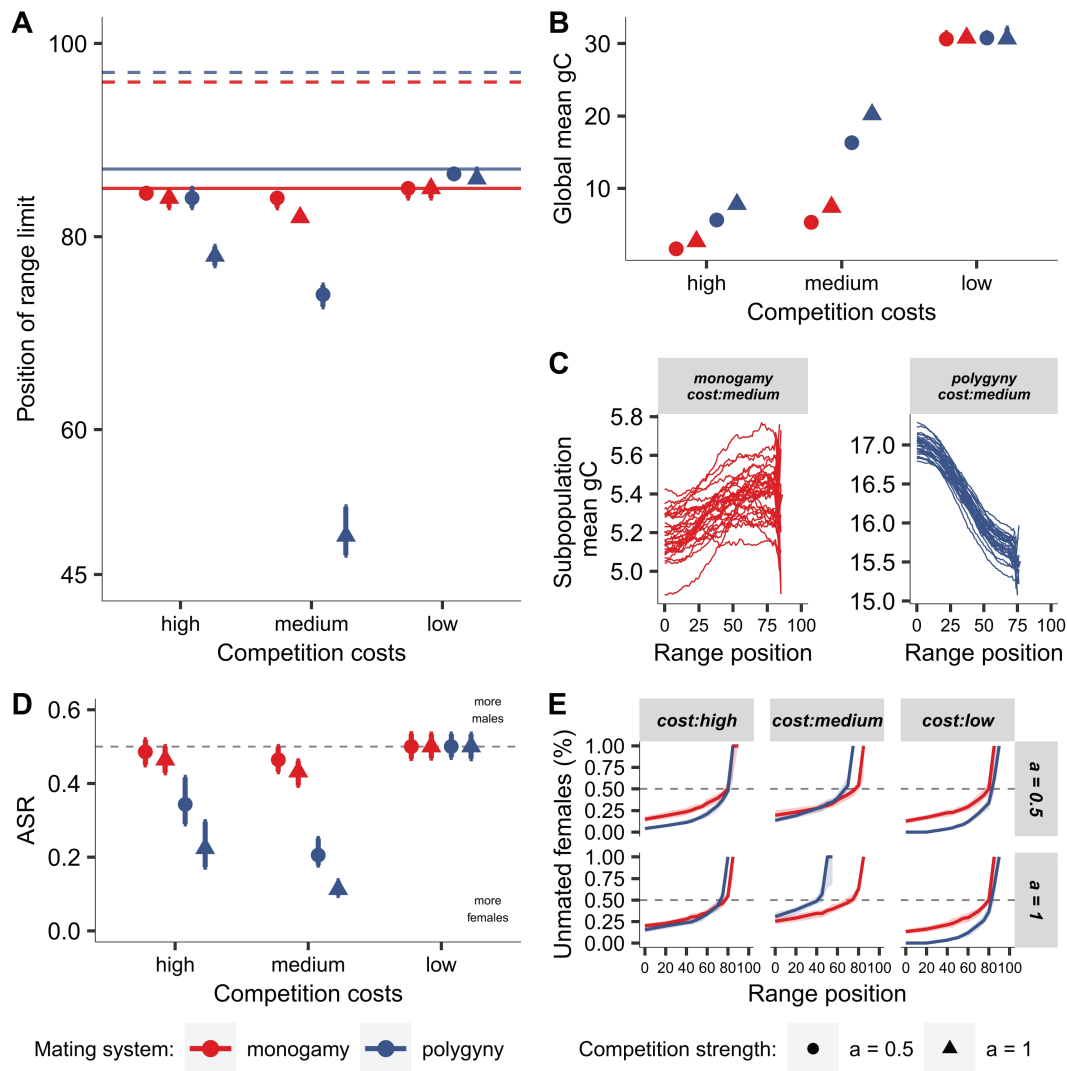 A
100
80
60
45
Position of range limit
high
medium
low
Competition costs
B
30
20
10
Global mean gC
high
medium
low
Competition costs
C
monogamy
cost:medium
polygyny
cost:medium
Subpopulation
mean gC
5.8
5.6
5.4
5.2
5.0
17.0
16.5
16.0
15.5
15.0
0 25 50 75 100
0 25 50 75 100
Range position
Range position
D
0.6
0.4
0.2
0.0
ASR
more
males
more
females
high
medium
low
Competition costs
E
cost:high
cost:medium
cost:low
Unmated females (%)
1.00
0.75
0.50
0.25
0.00
a = 0.5
1.00
0.75
0.50
0.25
0.00
a = 1
0 20 40 60 80 100
0 20 40 60 80 100
0 20 40 60 80 100
Range position
Mating system: monogamy polygyny
Competition strength: a = 0.5 a = 1